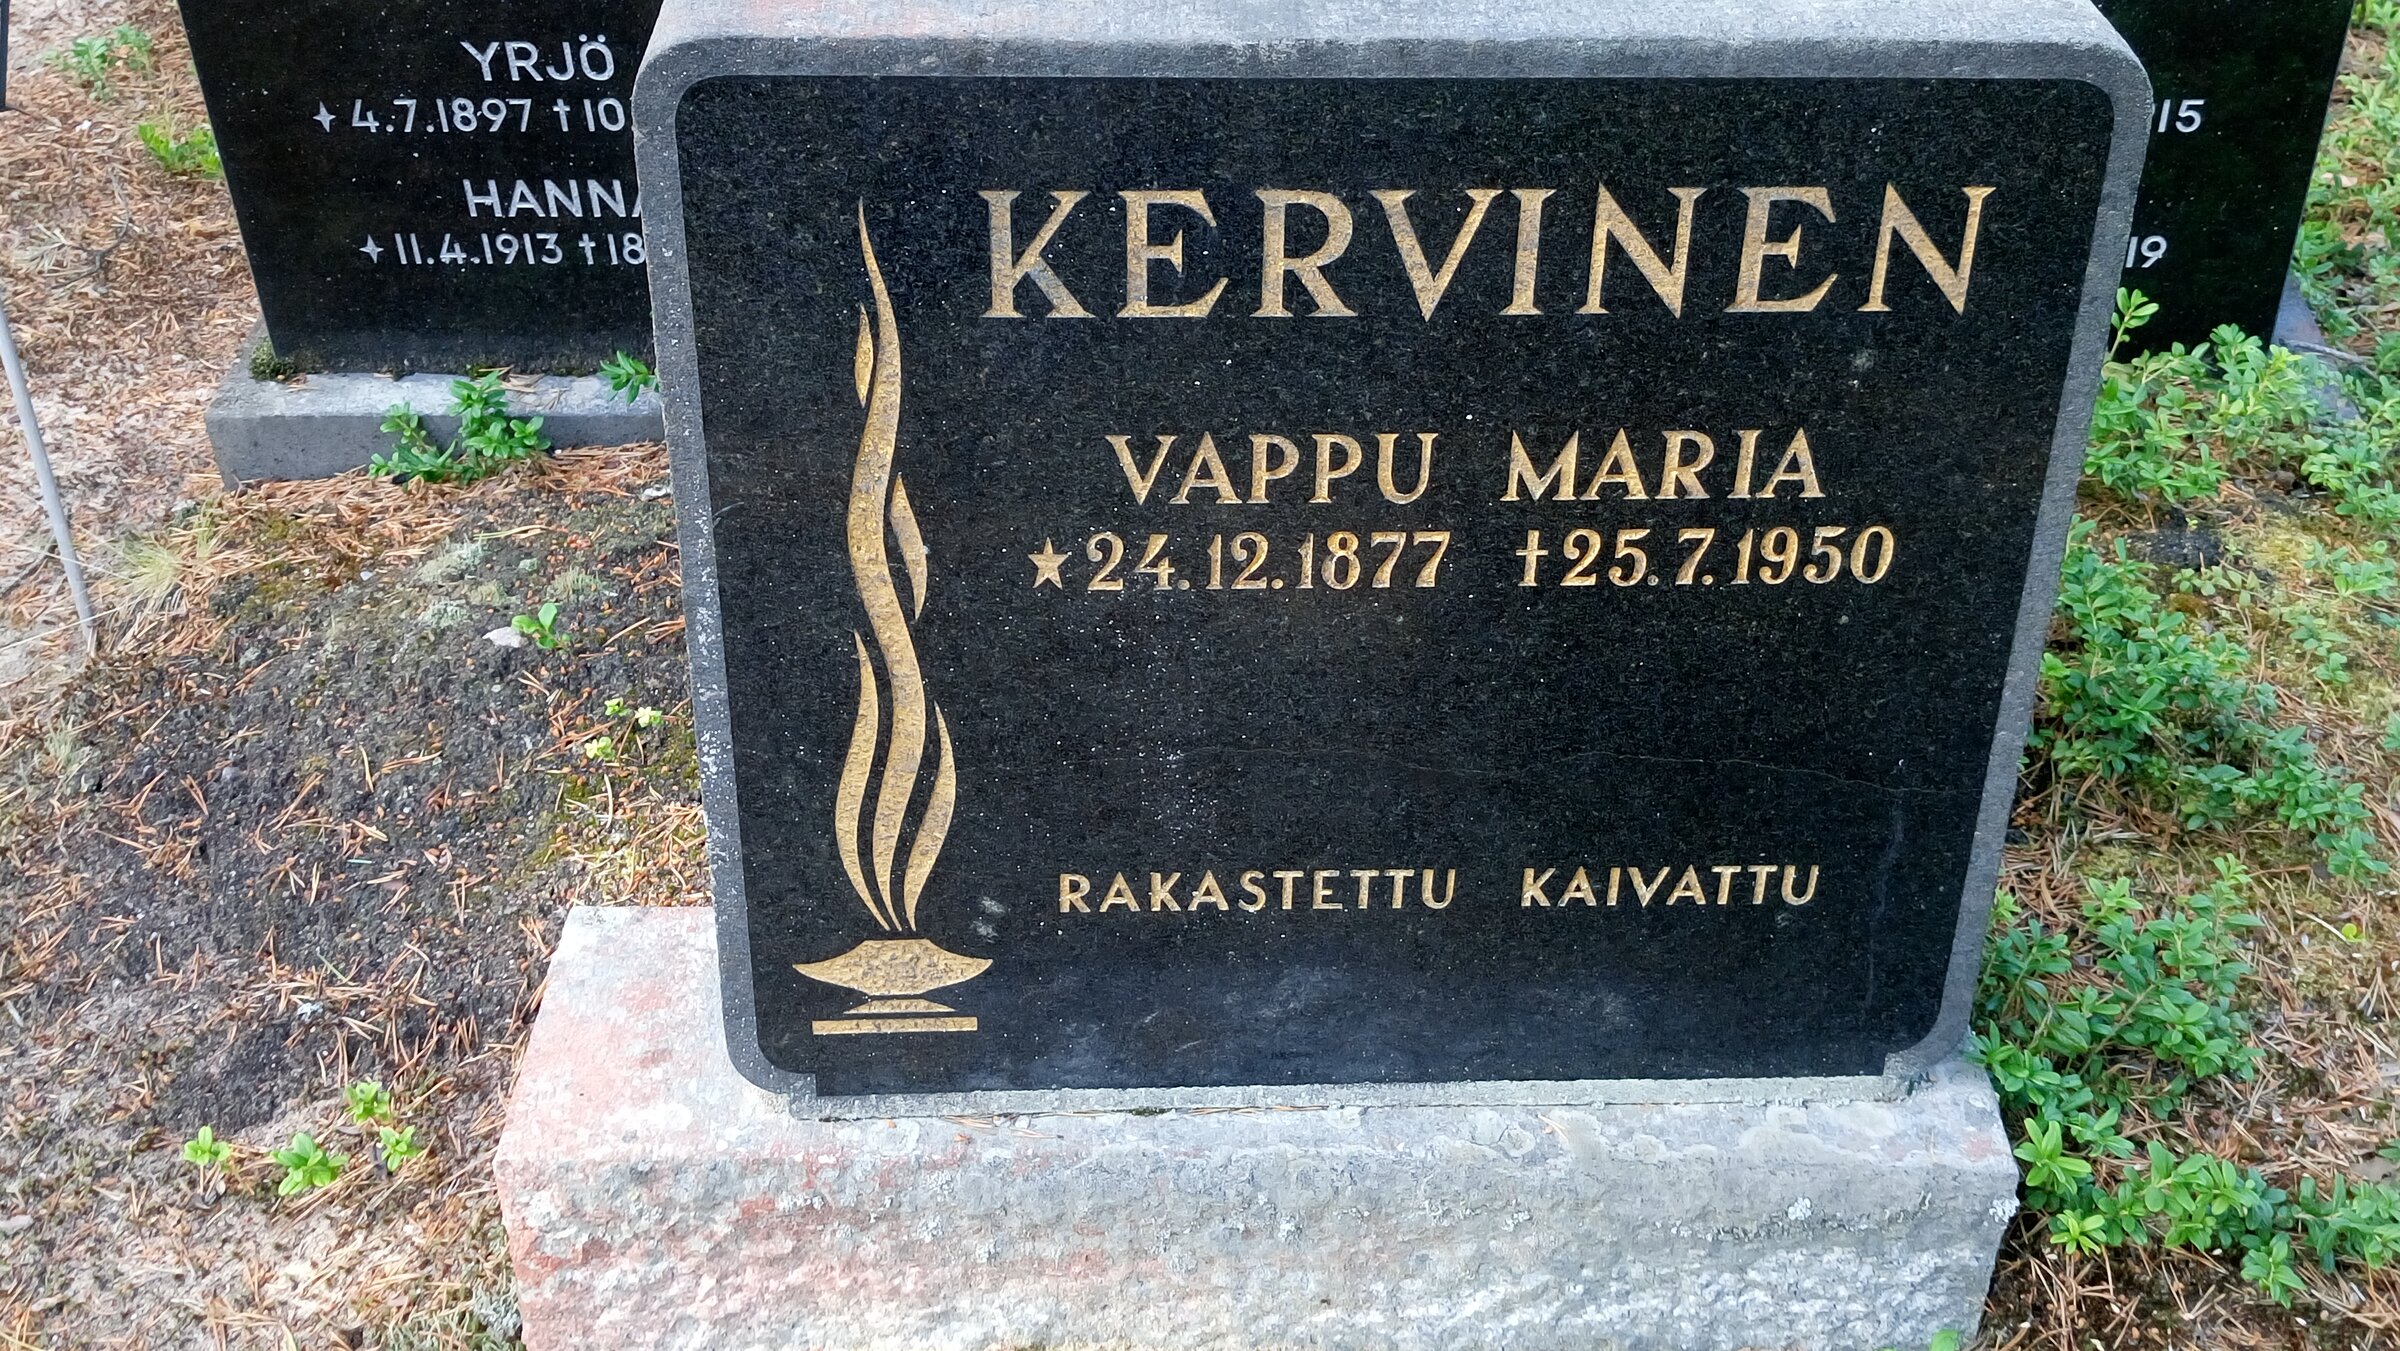 YRJÖ
4.7.1897 †10.
HANNA
11.4.1913 †18
15
19
KERVINEN
VAPPU MARIA
★24.12.1877 †25.7.1950
RAKASTETTU KAIVATTU